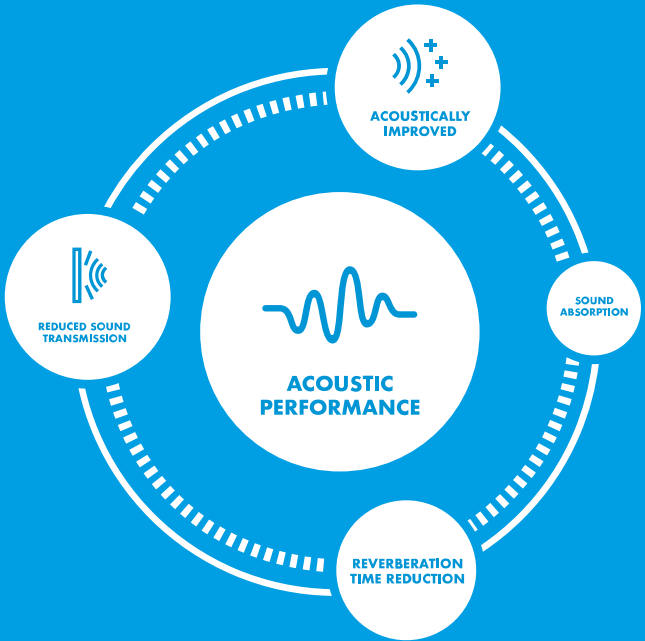 ACOUSTICALLY
IMPROVED
REDUCED SOUND
TRANSMISSION
SOUND
ABSORPTION
ACOUSTIC
PERFORMANCE
REVERBERATION
TIME REDUCTION